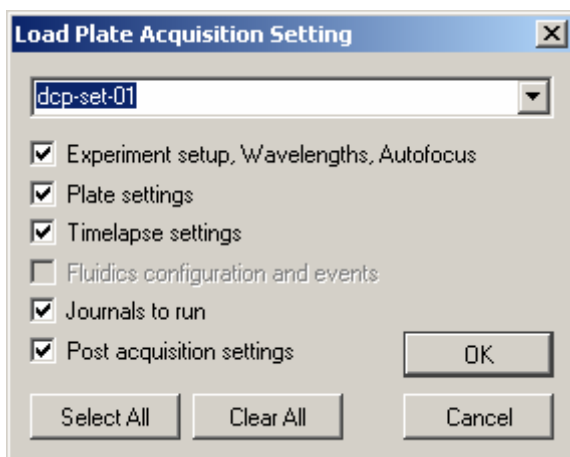 Load Plate Acquisition Setting
dcp-set-01
Experiment setup, Wavelengths, Autofocus
Plate settings
Timelapse settings
Fluidics configuration and events
Journals to run
Post acquisition settings
OK
Select All
Clear All
Cancel